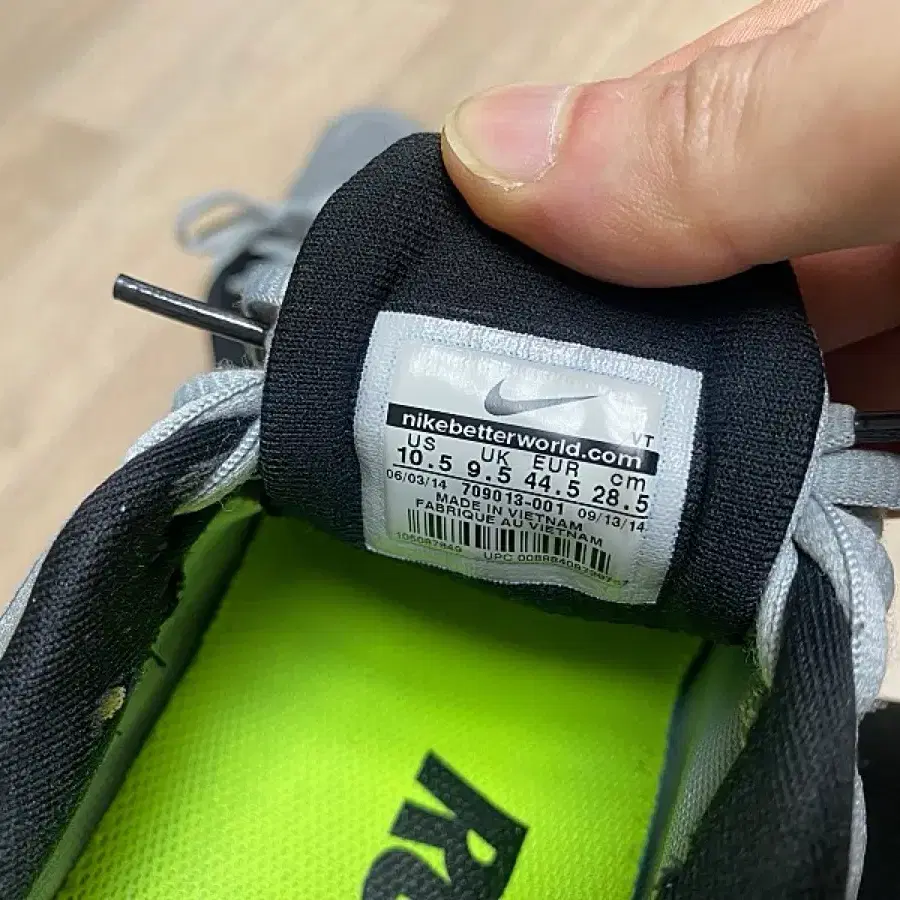 nikebetterworld.com
VT
US UK EUR cm
10.5 9.5 44.5 28.5
06/03/14 709013-001 09/13/14
MADE IN VIETNAM
FABRIQUE AU VIETNAM
UPC